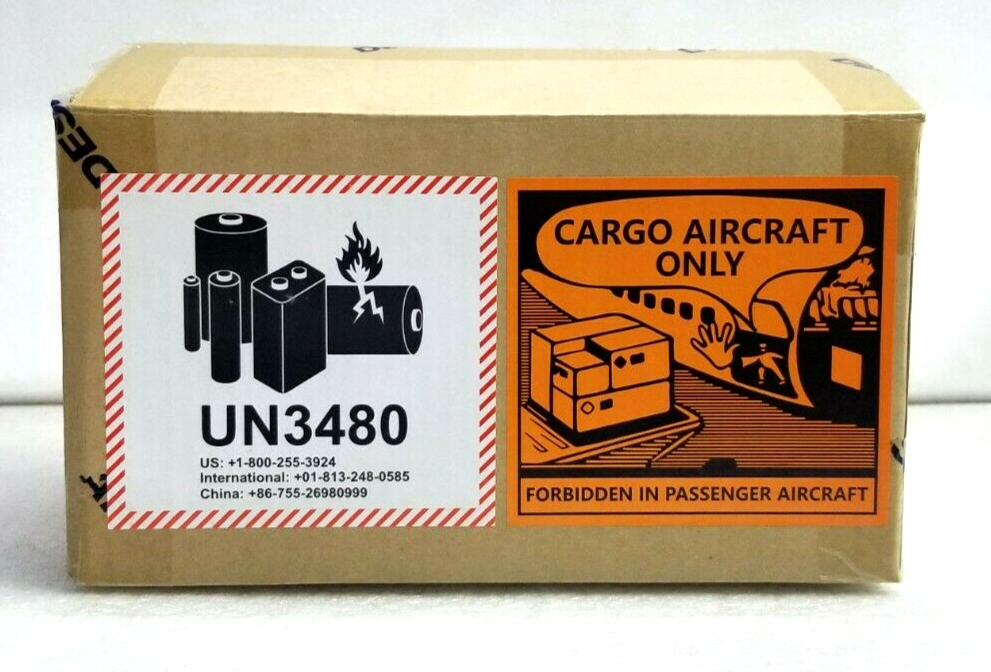 UN3480
US: +1-800-255-3924
International: +01-813-248-0585
China: +86-755-26980999
CARGO AIRCRAFT
ONLY
FORBIDDEN IN PASSENGER AIRCRAFT